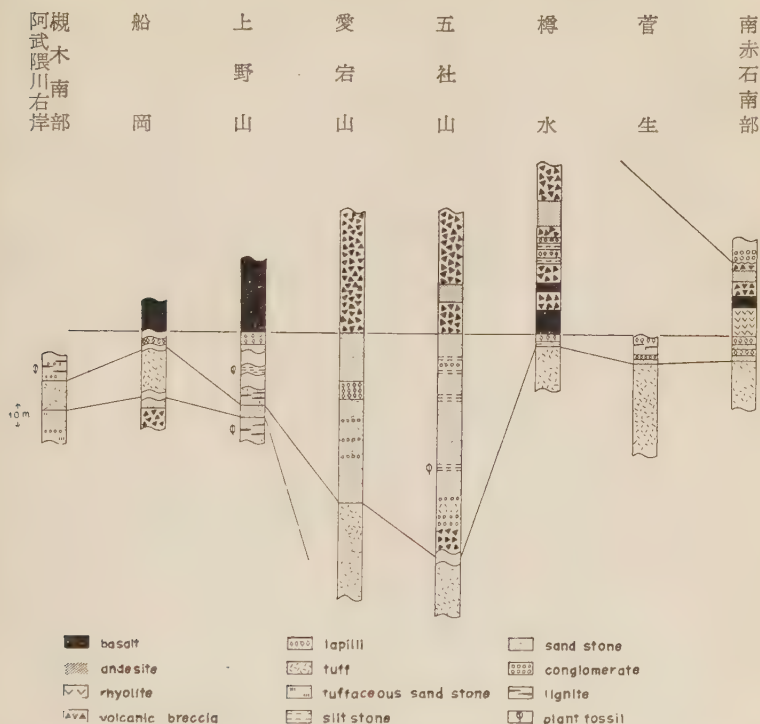 阿武隈川右岸
槻木南部
船岡
上野山
愛宕山
五社山
樽水
菅生
南赤石南部
10 m
basalt
andesite
rhyolite
volcanic breccia
lapilli
tuff
tuffaceous sand stone
silt stone
sand stone
conglomerate
lignite
plant fossil